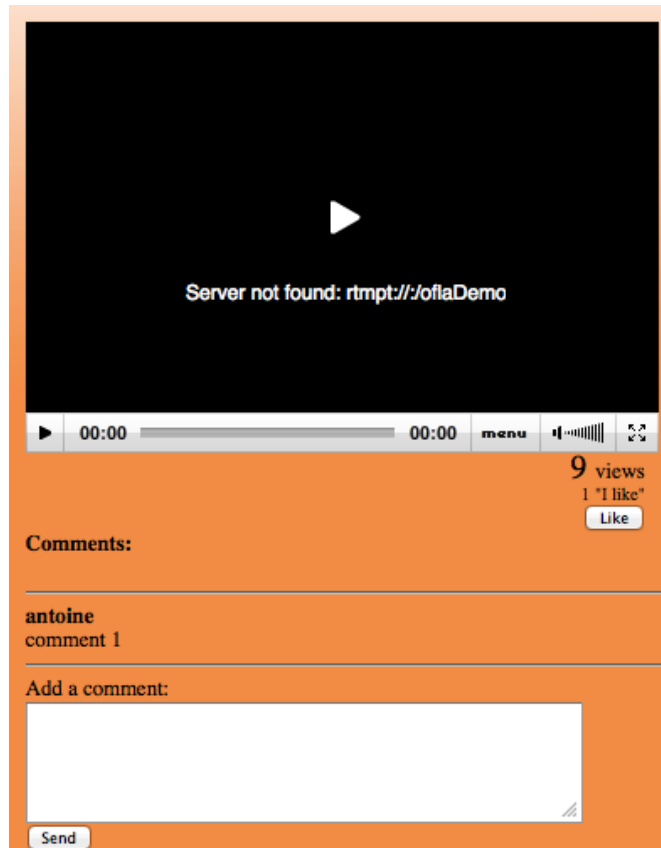 Server not found: rtmpt://:/oflaDemo
00:00 00:00 menu
9 views
1 "I like"
Like
Comments:
antoine
comment 1
Add a comment:
Send